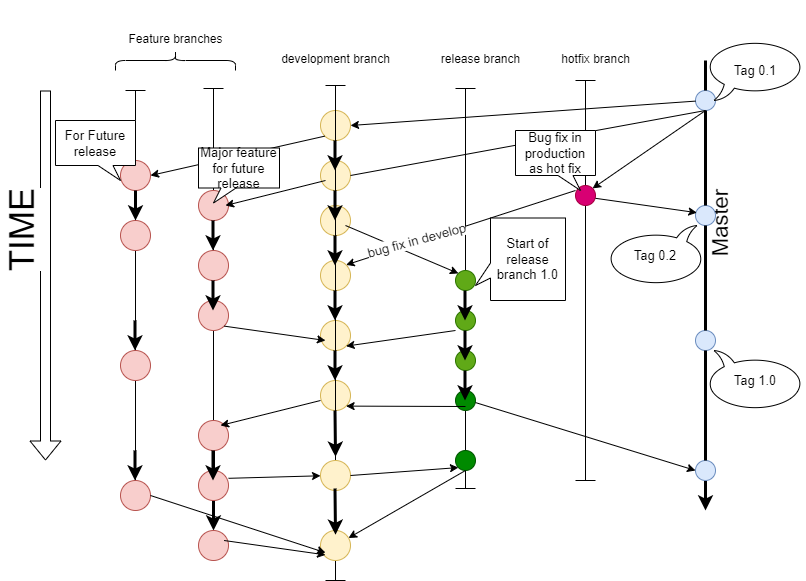 Feature branches
development branch
release branch
hotfix branch
Tag 0.1
For Future
release
Major feature
for future
release
Bug fix in
production
as hot fix
TIME
Master
bug fix in develop
Start of
release
branch 1.0
Tag 0.2
Tag 1.0